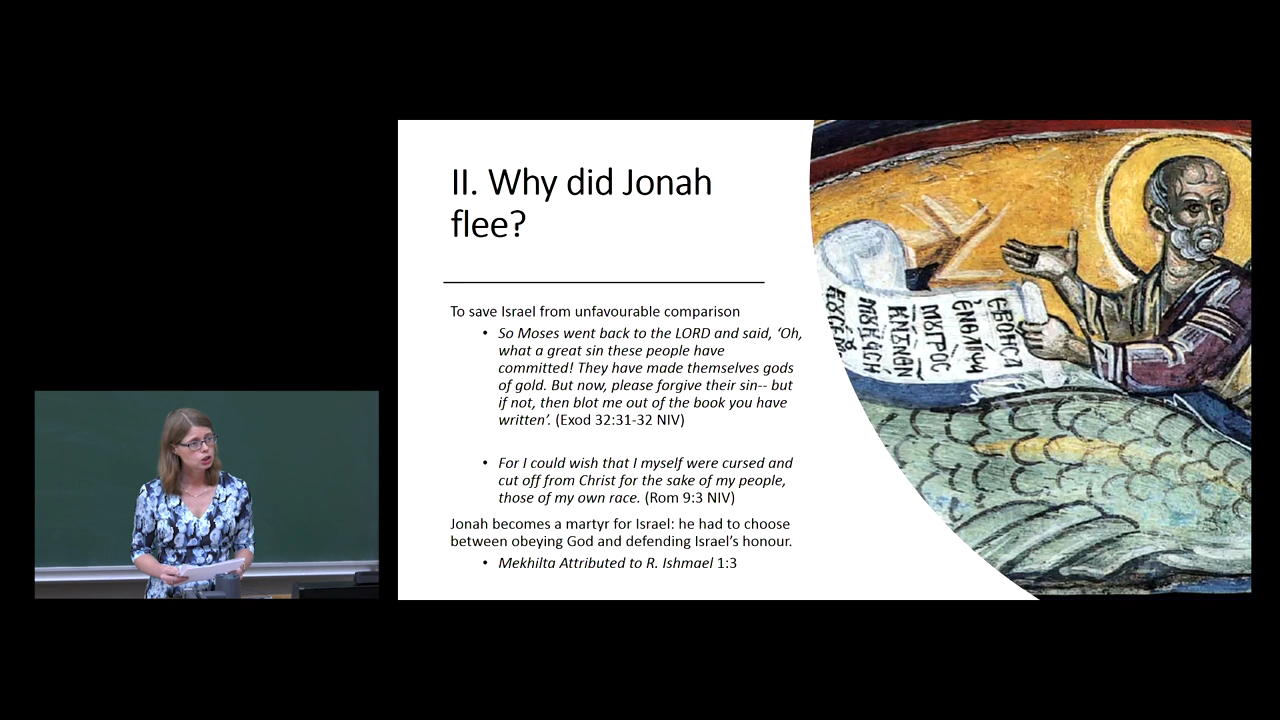 II. Why did Jonah
flee?
To save Israel from unfavourable comparison
• So Moses went back to the LORD and said, ‘Oh,
what a great sin these people have
committed! They have made themselves gods
of gold. But now, please forgive their sin-- but
if not, then blot me out of the book you have
written’. (Exod 32:31-32 NIV)
• For I could wish that I myself were cursed and
cut off from Christ for the sake of my people,
those of my own race. (Rom 9:3 NIV)
Jonah becomes a martyr for Israel: he had to choose
between obeying God and defending Israel’s honour.
• Mekhilta Attributed to R. Ishmael 1:3